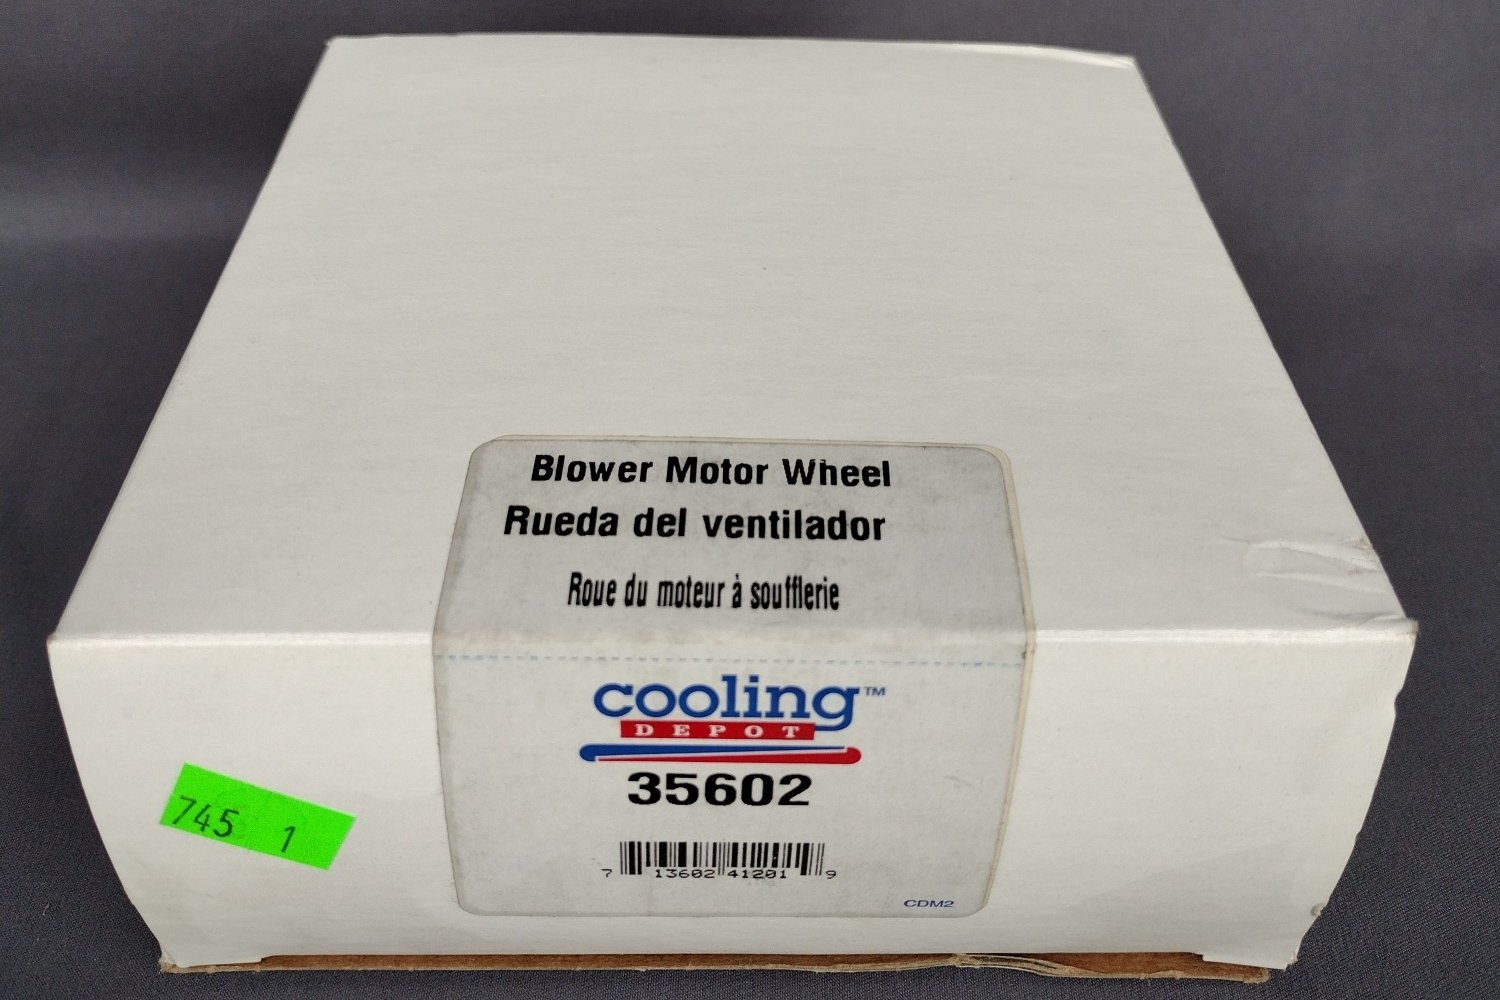 Blower Motor Wheel
Rueda del ventilador
Roue du moteur à soufflerie
cooling™
DEPOT
35602
7 13602 41201 9
CDM2
745 1